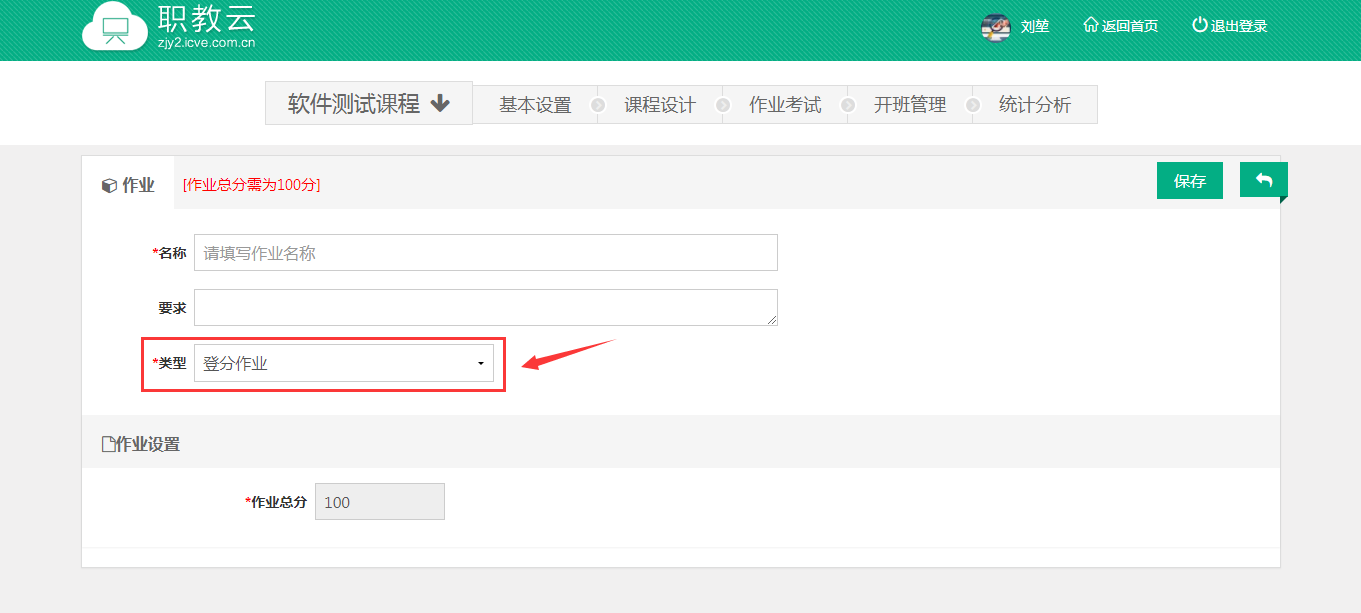 职教云
zjy2.icve.com.cn
刘堃 返回首页 退出登录
软件测试课程 基本设置 课程设计 作业考试 开班管理 统计分析
作业 [作业总分需为100分] 保存
*名称 请填写作业名称
要求
*类型 登分作业
作业设置
*作业总分 100